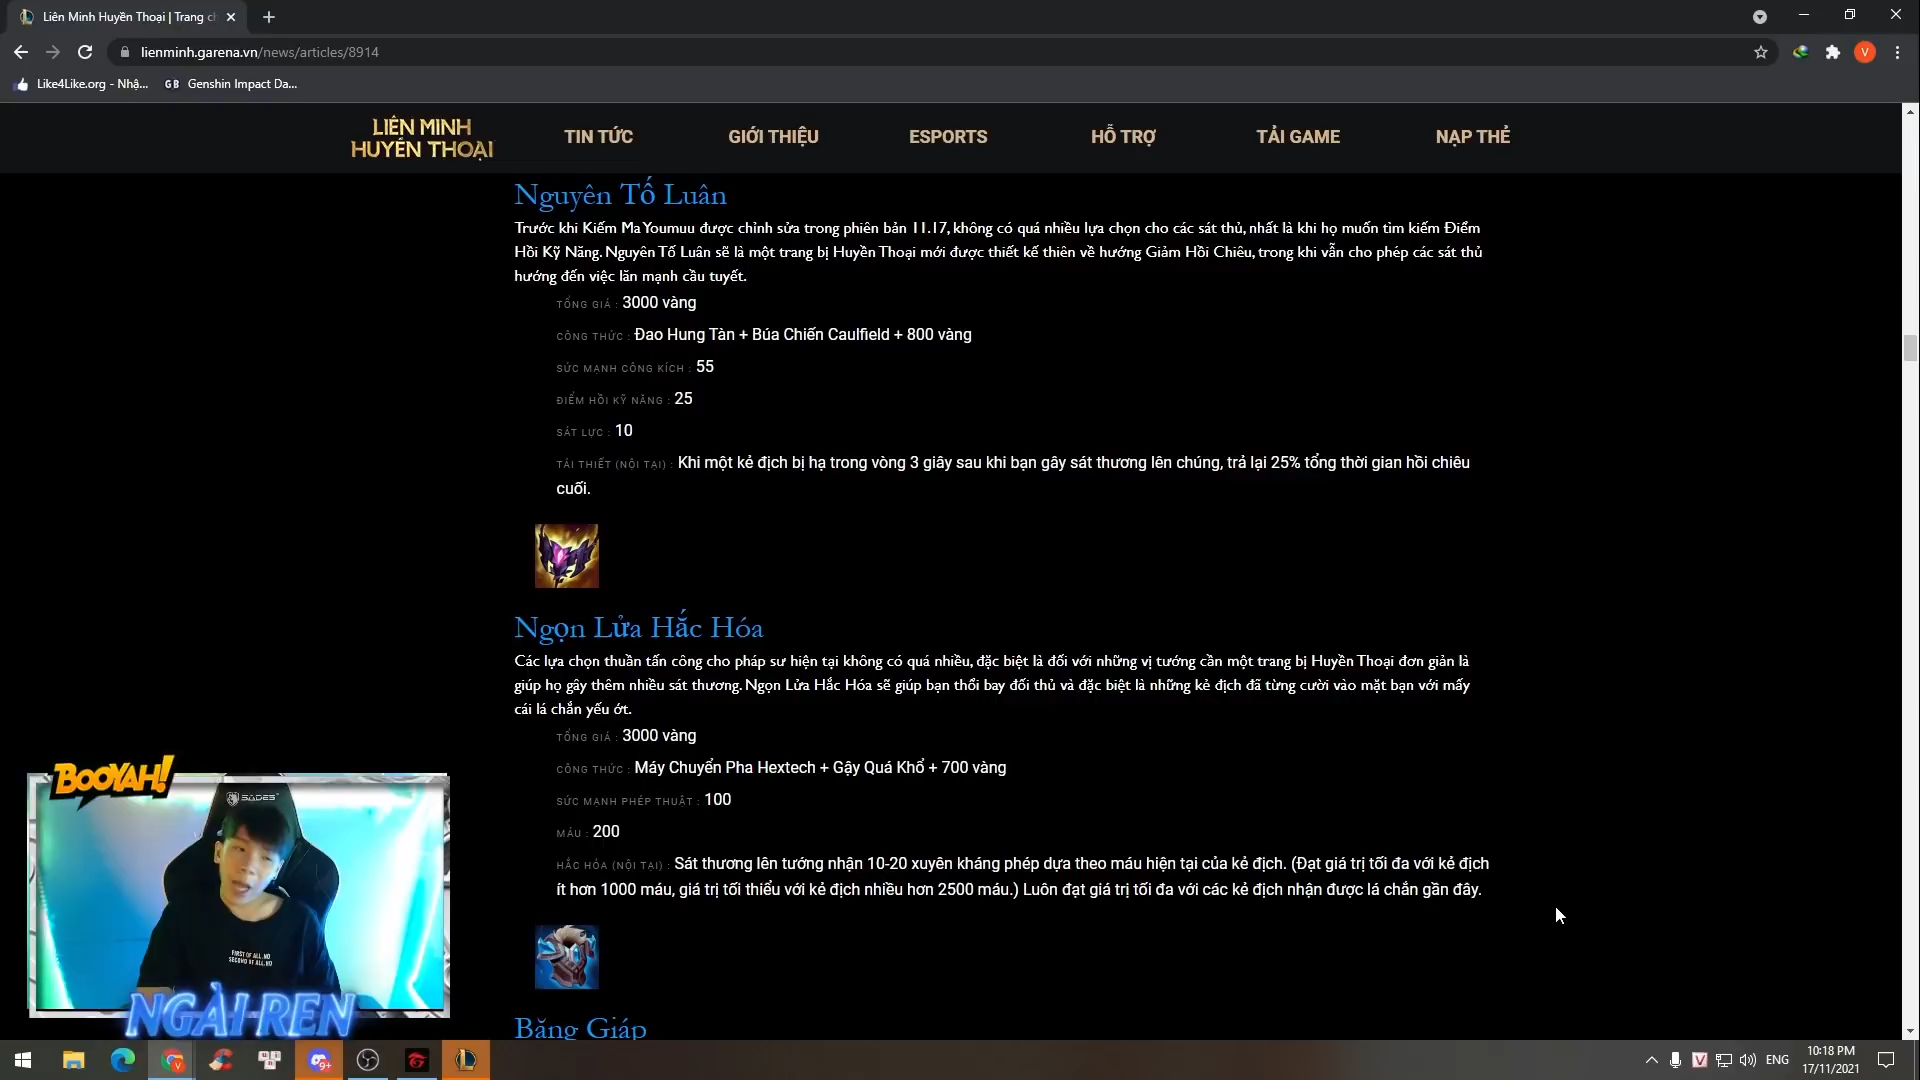 Liên Minh Huyền Thoại | Trang ch
lienminh.garena.vn/news/articles/8914
V
Like4Like.org - Nhậ...
GB Genshin Impact Da...
LIÊN MINH
HUYỀN THOẠI
TIN TỨC
GIỚI THIỆU
ESPORTS
HỖ TRỢ
TẢI GAME
NẠP THẺ
Nguyên Tố Luân
Trước khi Kiếm Ma Youmuu được chỉnh sửa trong phiên bản 11.17, không có quá nhiều lựa chọn cho các sát thủ, nhất là khi họ muốn tìm kiếm Điểm
Hồi Kỹ Năng. Nguyên Tố Luân sẽ là một trang bị Huyền Thoại mới được thiết kế thiên về hướng Giảm Hồi Chiêu, trong khi vẫn cho phép các sát thủ
hướng đến việc lăn mạnh cầu tuyết.
TỔNG GIÁ : 3000 vàng
CÔNG THỨC : Đao Hung Tàn + Búa Chiến Caulfield + 800 vàng
SỨC MẠNH CÔNG KÍCH : 55
ĐIỂM HỒI KỸ NĂNG : 25
SÁT LỰC : 10
TÁI THIẾT (NỘI TẠI) : Khi một kẻ địch bị hạ trong vòng 3 giây sau khi bạn gây sát thương lên chúng, trả lại 25% tổng thời gian hồi chiêu
cuối.
Ngọn Lửa Hắc Hóa
Các lựa chọn thuần tấn công cho pháp sư hiện tại không có quá nhiều, đặc biệt là đối với những vị tướng cần một trang bị Huyền Thoại đơn giản là
giúp họ gây thêm nhiều sát thương. Ngọn Lửa Hắc Hóa sẽ giúp bạn thổi bay đối thủ và đặc biệt là những kẻ địch đã từng cười vào mặt bạn với mấy
cái lá chắn yếu ớt.
TỔNG GIÁ : 3000 vàng
CÔNG THỨC : Máy Chuyển Pha Hextech + Gậy Quá Khổ + 700 vàng
SỨC MẠNH PHÉP THUẬT : 100
MÁU : 200
HẮC HÓA (NỘI TẠI) : Sát thương lên tướng nhận 10-20 xuyên kháng phép dựa theo máu hiện tại của kẻ địch. (Đạt giá trị tối đa với kẻ địch
ít hơn 1000 máu, giá trị tối thiểu với kẻ địch nhiều hơn 2500 máu.) Luôn đạt giá trị tối đa với các kẻ địch nhận được lá chắn gần đây.
Băng Giáp
BOOYAH!
SADES
FIRST OF ALL, NO
SECOND OF ALL, NO
NGÀI REN
9+
V
ENG
10:18 PM
17/11/2021